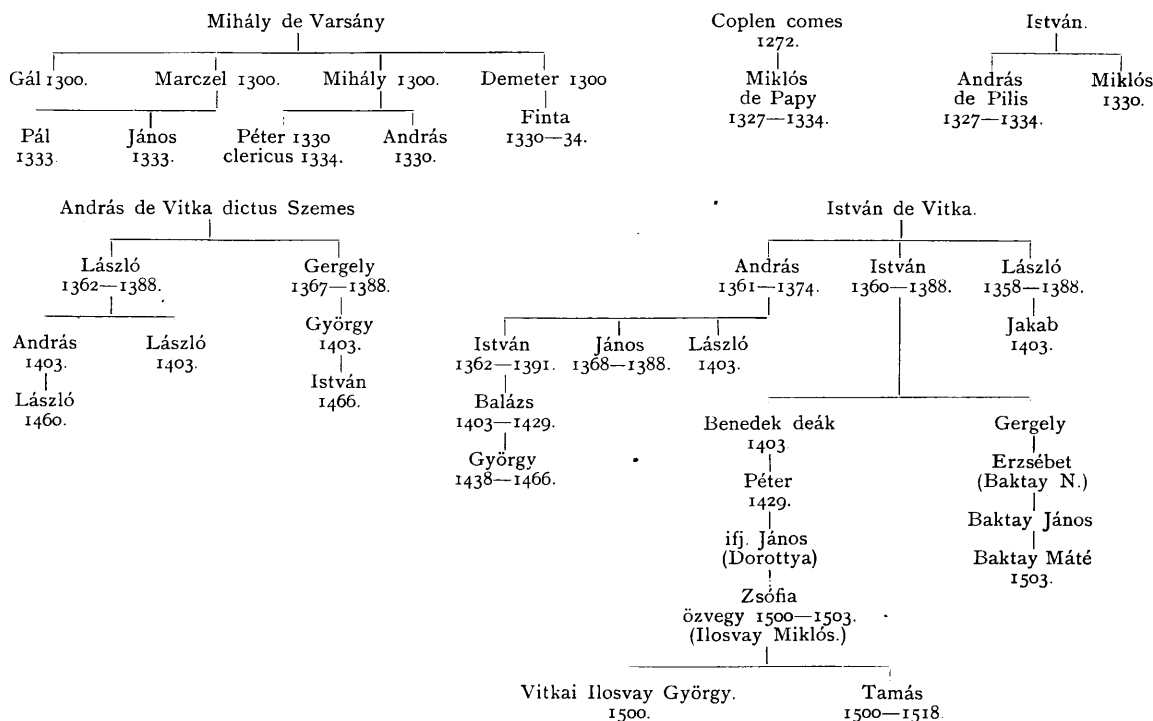 Mihály de Varsány
Coplen comes
1272.
István.
Gál 1300.
Marczel 1300.
Mihály 1300.
Demeter 1300
Miklós
de Papy
1327—1334.
András
de Pilis
1327—1334.
Miklós
1330.
Pál
1333.
János
1333.
Péter 1330
clericus 1334.
András
1330.
Finta
1330—34.
András de Vitka dictus Szemes
István de Vitka.
László
1362—1388.
Gergely
1367—1388.
András
1361—1374.
István
1360—1388.
László
1358—1388.
András
1403.
László
1403.
György
1403.
István
1362—1391.
János
1368—1388.
László
1403.
Jakab
1403.
László
1460.
István
1466.
Balázs
1403—1429.
György
1438—1466.
Benedek deák
1403.
Gergely
Péter
1429.
Erzsébet
(Baktay N.)
ifj. János
(Dorottya)
Baktay János
Baktay Máté
1503.
Zsófia
özvegy 1500—1503.
(Ilosvay Miklós.)
Vitkai Ilosvay György.
1500.
Tamás
1500—1518.